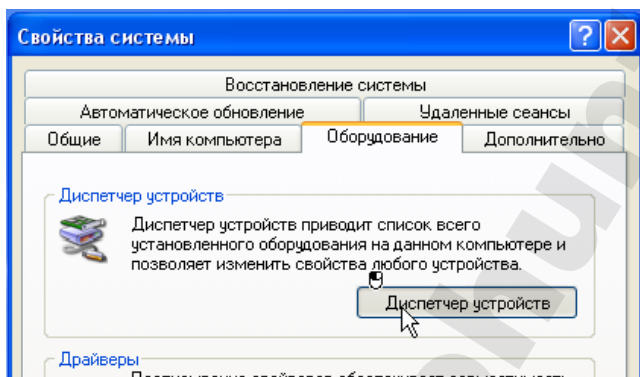 Свойства системы
Восстановление системы
Автоматическое обновление Удаленные сеансы
Общие Имя компьютера Оборудование Дополнительно
Диспетчер устройств
Диспетчер устройств приводит список всего
установленного оборудования на данном компьютере и
позволяет изменить свойства любого устройства.
Диспетчер устройств
Драйверы